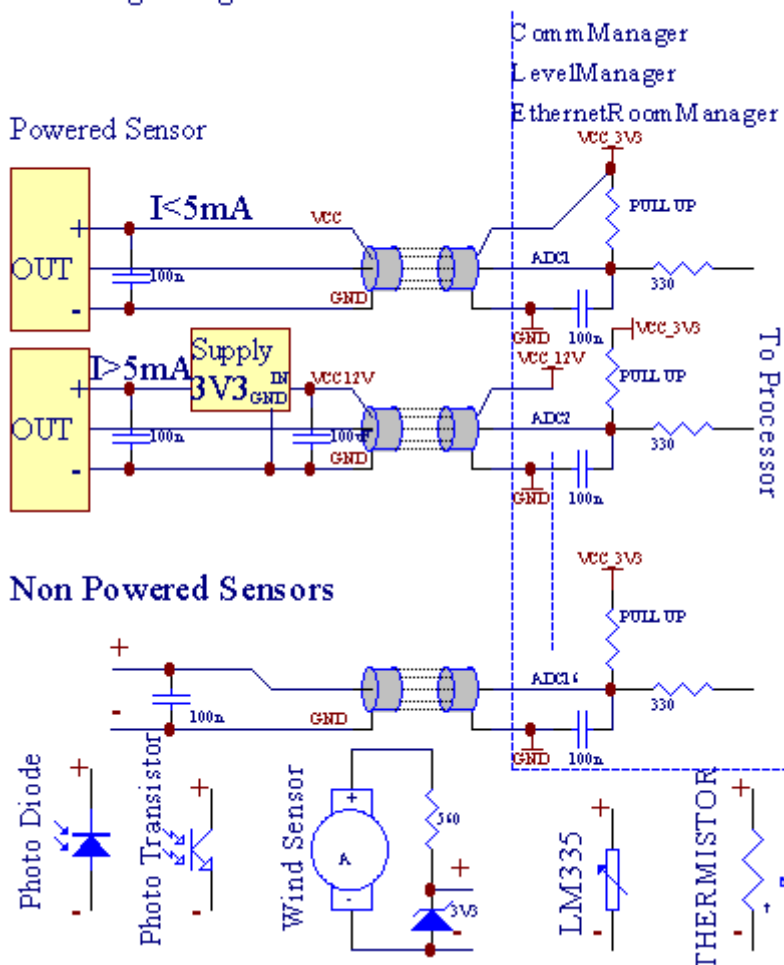 CommManager
LevelManager
EthernetRoomManager
Powered Sensor
VCC_3V3
+
I<5mA
VCC
PULL UP
OUT
100n
ADC1
330
-
GND
GND
100n
VCC_3V3
Supply
3V3
IN
GND
I>5mA
+
VCC12V
VCC_12V
PULL UP
OUT
100n
100uF
ADC2
330
-
GND
GND
100n
To Processor
Non Powered Sensors
VCC_3V3
PULL UP
+
ADC16
330
-
100n
GND
GND
100n
Photo Diode
+
-
Photo Transistor
+
-
Wind Sensor
+
A
-
560
+
3V3
-
LM335
+
-
THERMISTOR
+
-
t